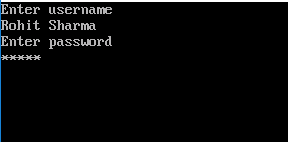 Enter username
Rohit Sharma
Enter password
*****